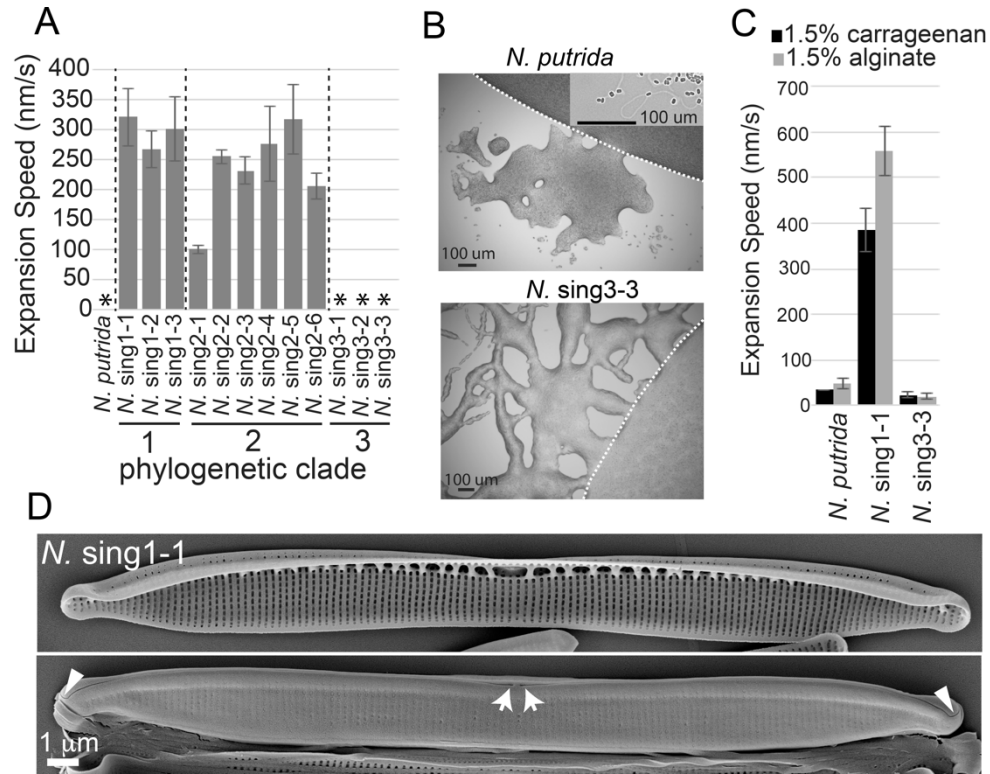 A
Expansion Speed (nm/s)
400
350
300
250
200
150
100
50
0
* * * *
N. putrida
N. sing1-1
N. sing1-2
N. sing1-3
N. sing2-1
N. sing2-2
N. sing2-3
N. sing2-4
N. sing2-5
N. sing2-6
N. sing3-1
N. sing3-2
N. sing3-3
1 2 3
phylogenetic clade
B
N. putrida
100 um
100 um
N. sing3-3
100 um
C
1.5% carrageenan
1.5% alginate
Expansion Speed (nm/s)
700
600
500
400
300
200
100
0
N. putrida
N. sing1-1
N. sing3-3
D
N. sing1-1
1 μm